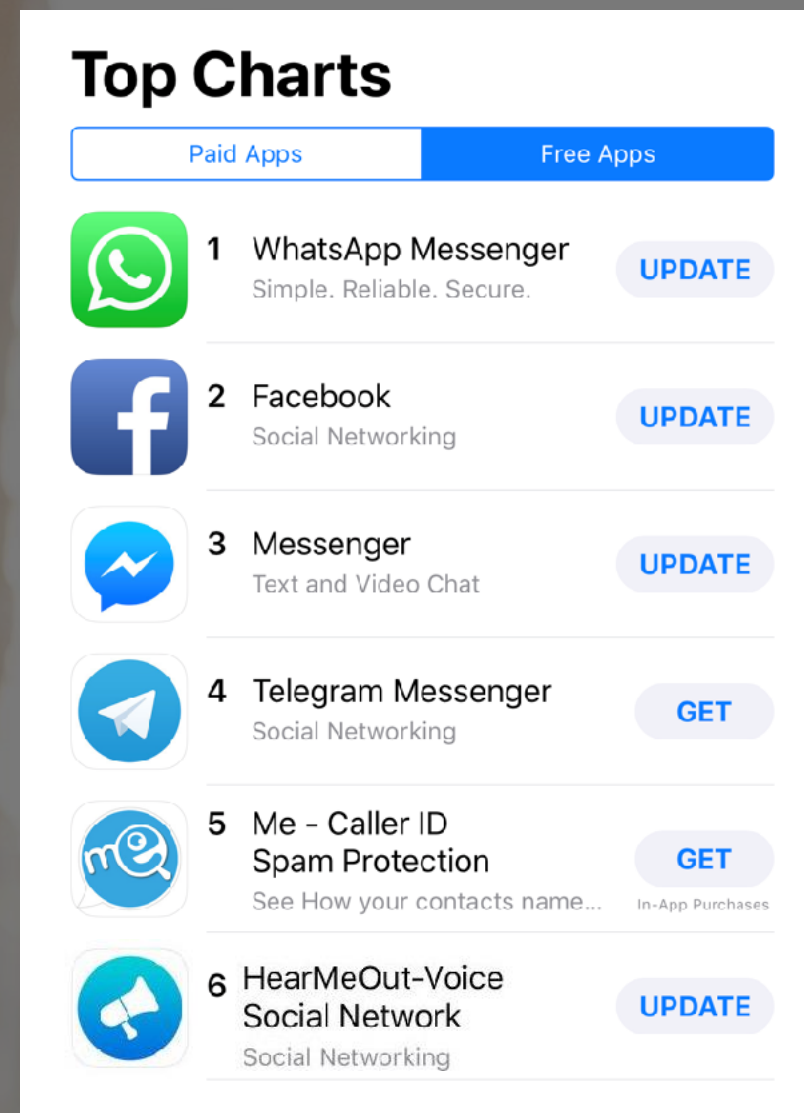 Top Charts
Paid Apps
Free Apps
1 WhatsApp Messenger
Simple. Reliable. Secure.
UPDATE
2 Facebook
Social Networking
UPDATE
3 Messenger
Text and Video Chat
UPDATE
4 Telegram Messenger
Social Networking
GET
5 Me - Caller ID
Spam Protection
See How your contacts name...
GET
In-App Purchases
me
6 HearMeOut-Voice
Social Network
Social Networking
UPDATE